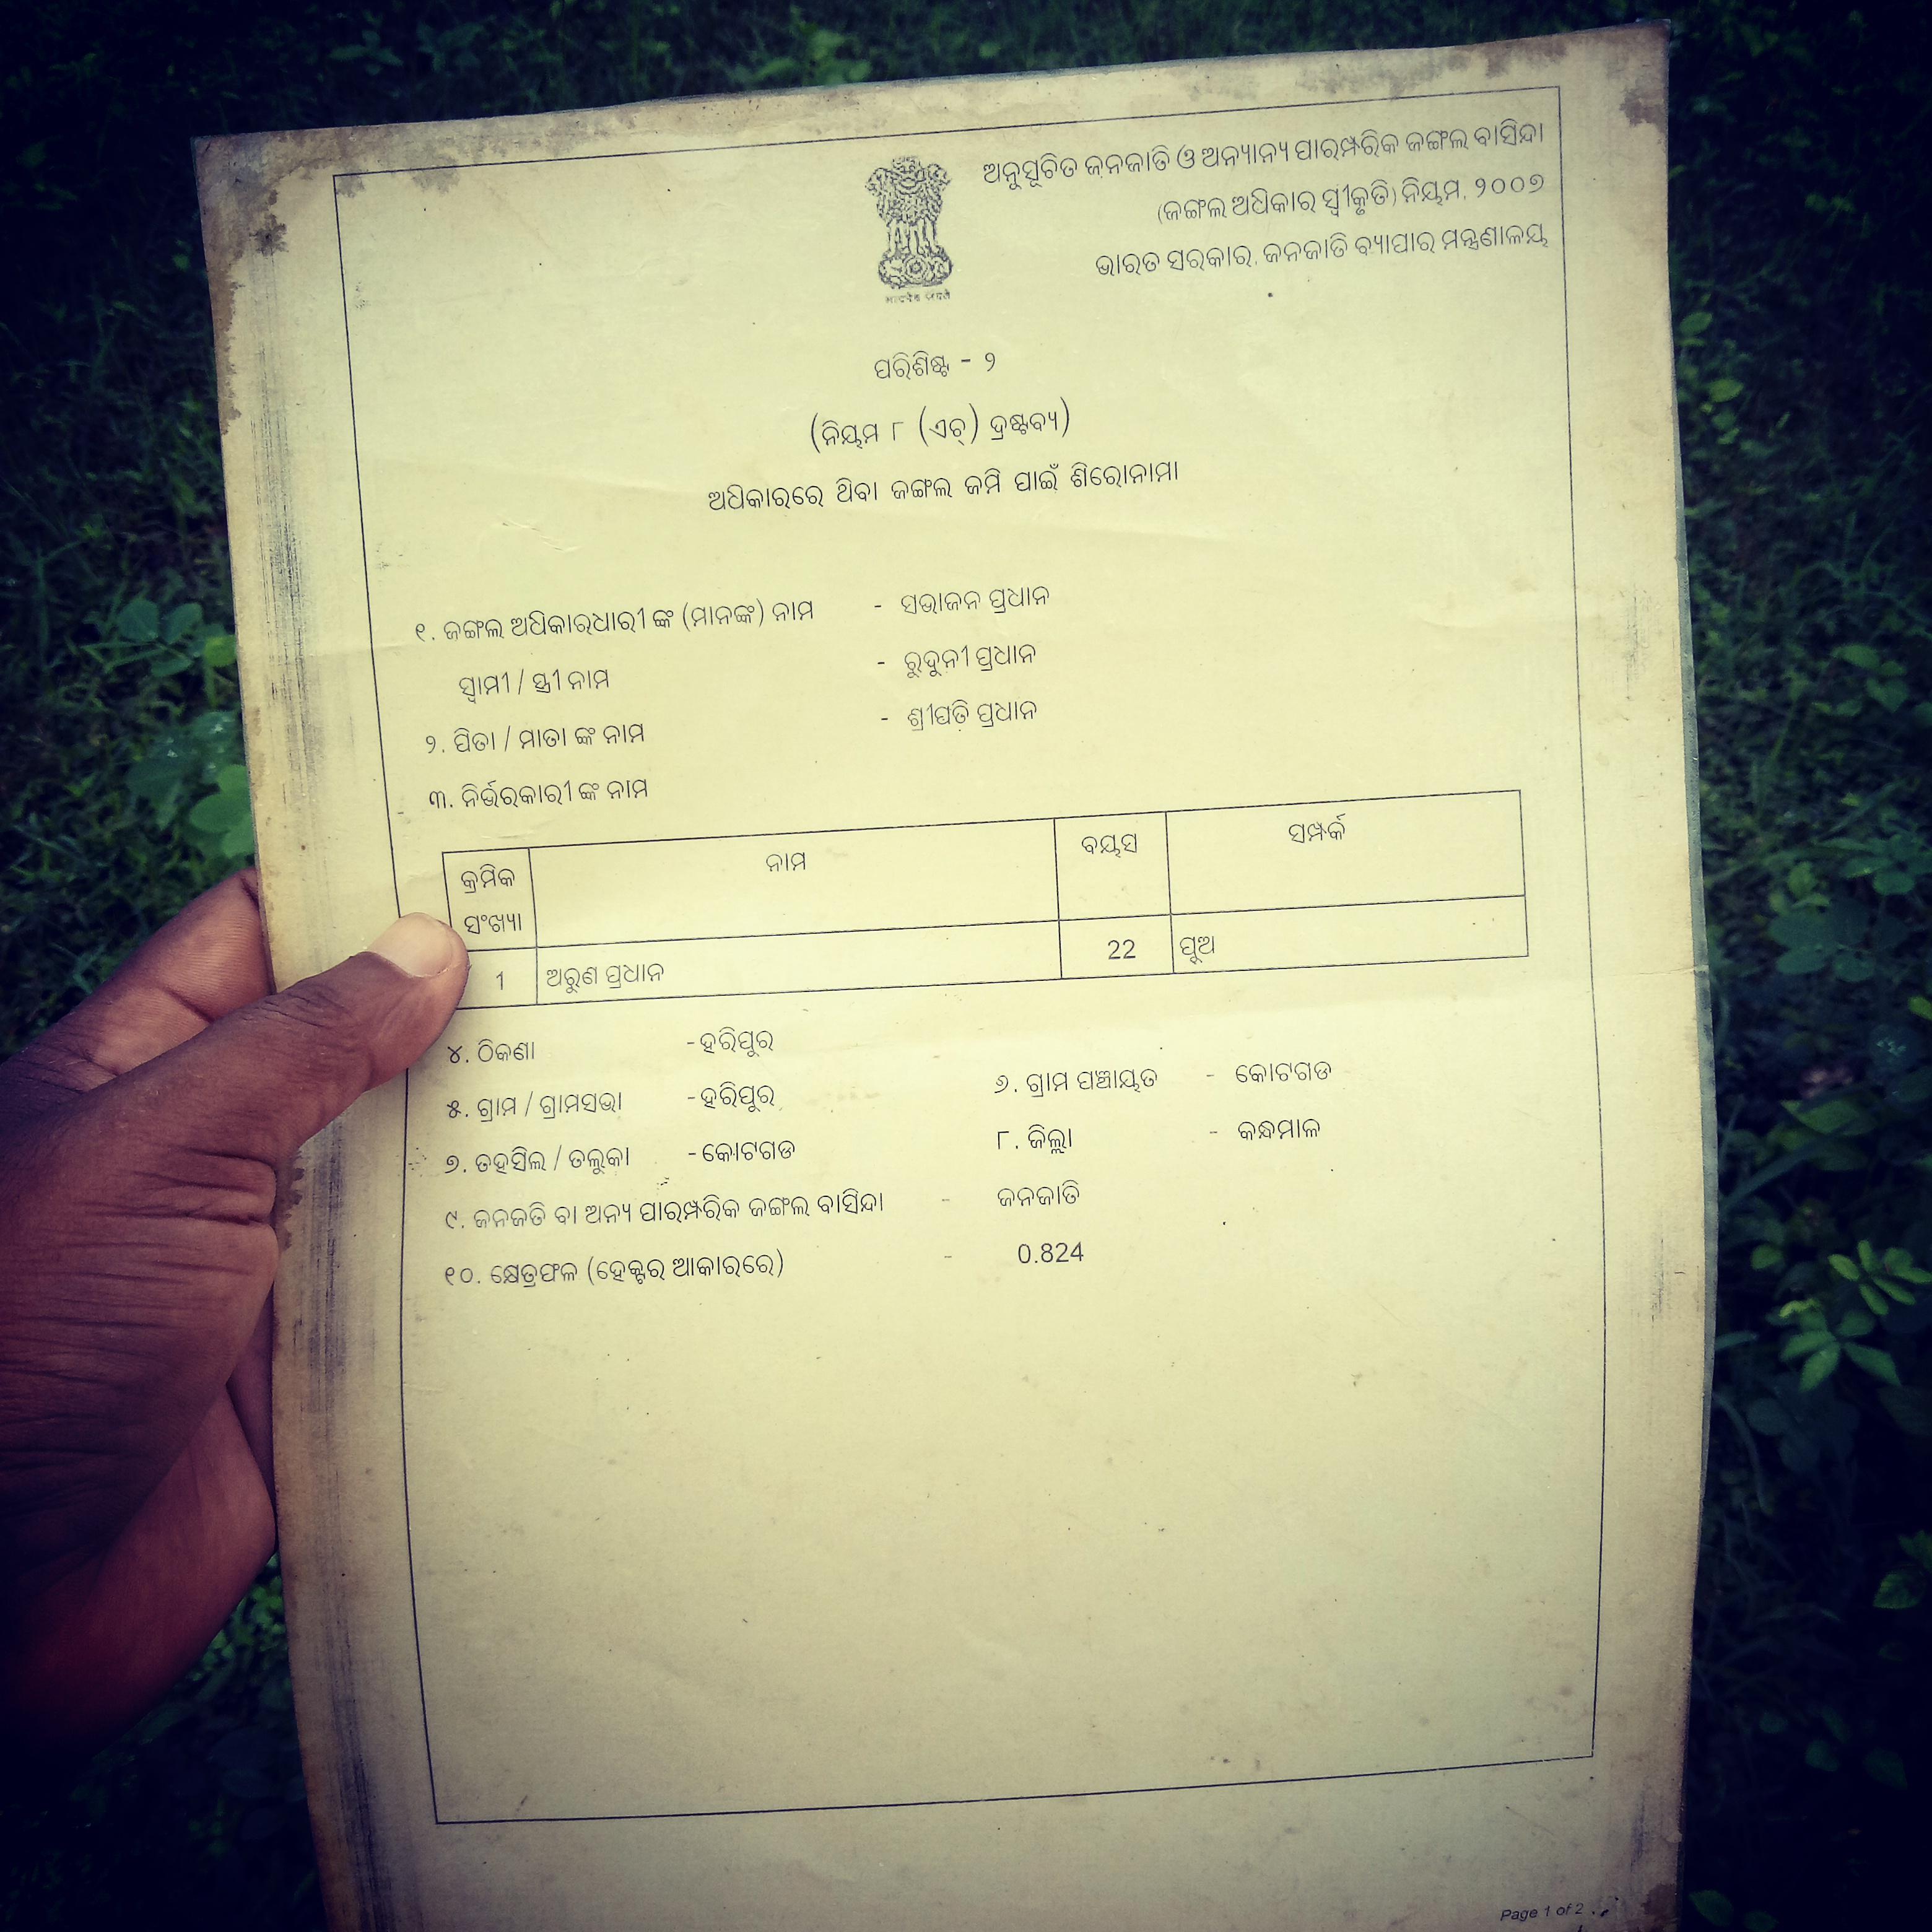 ଅନୁସୂଚିତ ଜନଜାତି ଓ ଅନ୍ୟାନ୍ୟ ପାରମ୍ପରିକ ଜଙ୍ଗଲ ବାସିନ୍ଦା
(ଜଙ୍ଗଲ ଅଧିକାର ସ୍ୱୀକୃତି) ନିୟମ, ୨୦୦୭
ଭାରତ ସରକାର, ଜନଜାତି ବ୍ୟାପାର ମନ୍ତ୍ରଣାଳୟ
ପରିଶିଷ୍ଟ - ୨
(ନିୟମ ୮ (ଏଚ୍) ଦ୍ରଷ୍ଟବ୍ୟ)
ଅଧିକାରରେ ଥିବା ଜଙ୍ଗଲ ଜମି ପାଇଁ ଶିରୋନାମା
୧. ଜଙ୍ଗଲ ଅଧିକାରଧାରୀ ଙ୍କ (ମାନଙ୍କ) ନାମ - ସଭାଜନ ପ୍ରଧାନ
ସ୍ୱାମୀ / ସ୍ତ୍ରୀ ନାମ - ରୁଦୁନୀ ପ୍ରଧାନ
୨. ପିତା / ମାତା ଙ୍କ ନାମ - ଶ୍ରୀପତି ପ୍ରଧାନ
୩. ନିର୍ଭରକାରୀ ଙ୍କ ନାମ
କ୍ରମିକ ସଂଖ୍ୟା ନାମ ବୟସ ସମ୍ପର୍କ
1 ଅରୁଣ ପ୍ରଧାନ 22 ପୁଅ
୪. ଠିକଣା - ହରିପୁର
୫. ଗ୍ରାମ / ଗ୍ରାମସଭା - ହରିପୁର ୬. ଗ୍ରାମ ପଞ୍ଚାୟତ - କୋଟଗଡ
୭. ତହସିଲ / ତଲୁକା - କୋଟଗଡ ୮. ଜିଲ୍ଲା - କନ୍ଧମାଳ
୯. ଜନଜତି ବା ଅନ୍ୟ ପାରମ୍ପରିକ ଜଙ୍ଗଲ ବାସିନ୍ଦା - ଜନଜାତି
୧୦. କ୍ଷେତ୍ରଫଳ (ହେକ୍ଟର ଆକାରରେ) - 0.824
Page 1 of 2